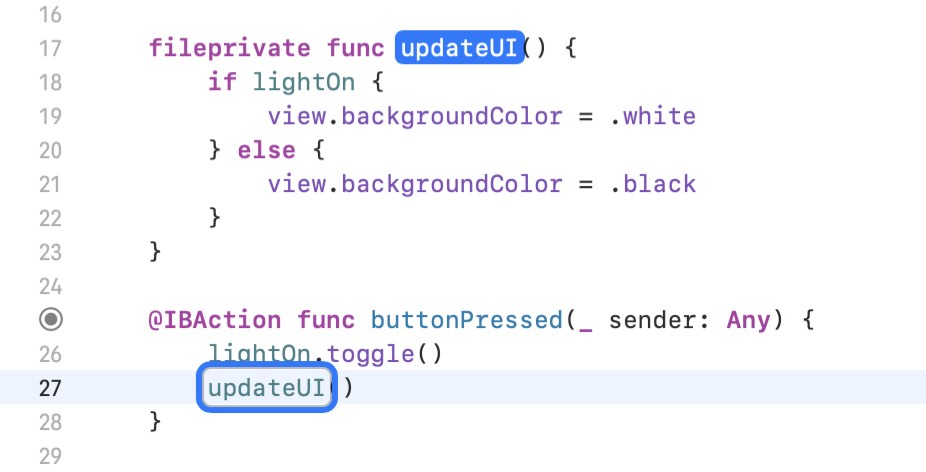 16
17 fileprivate func updateUI() {
18 if lightOn {
19 view.backgroundColor = .white
20 } else {
21 view.backgroundColor = .black
22 }
23 }
24
@IBAction func buttonPressed(_ sender: Any) {
26 lightOn.toggle()
27 updateUI()
28 }
29